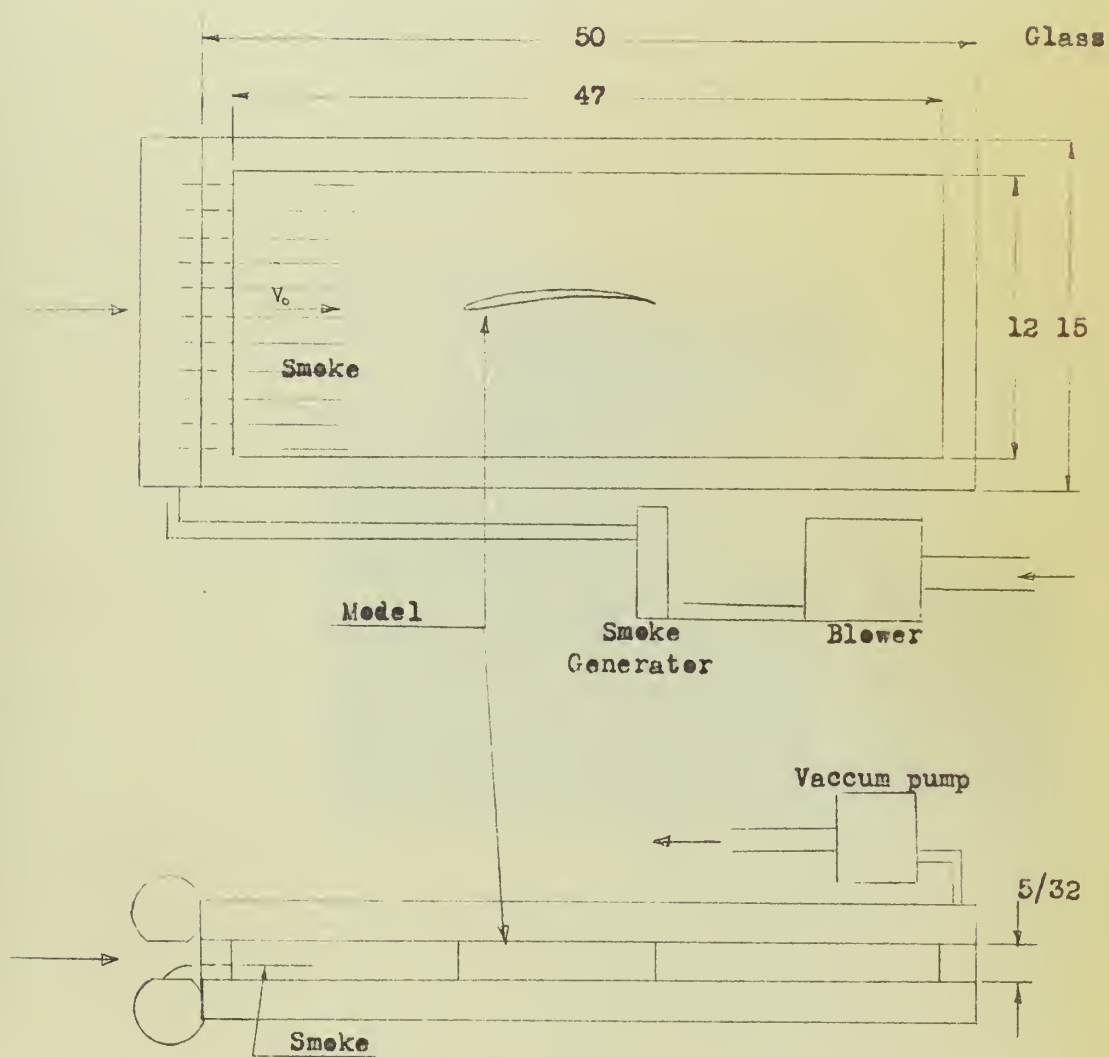 50
Glass
47
V₀
12 15
Smoke
Model
Smoke
Generator
Blower
Vaccum pump
5/32
Smoke